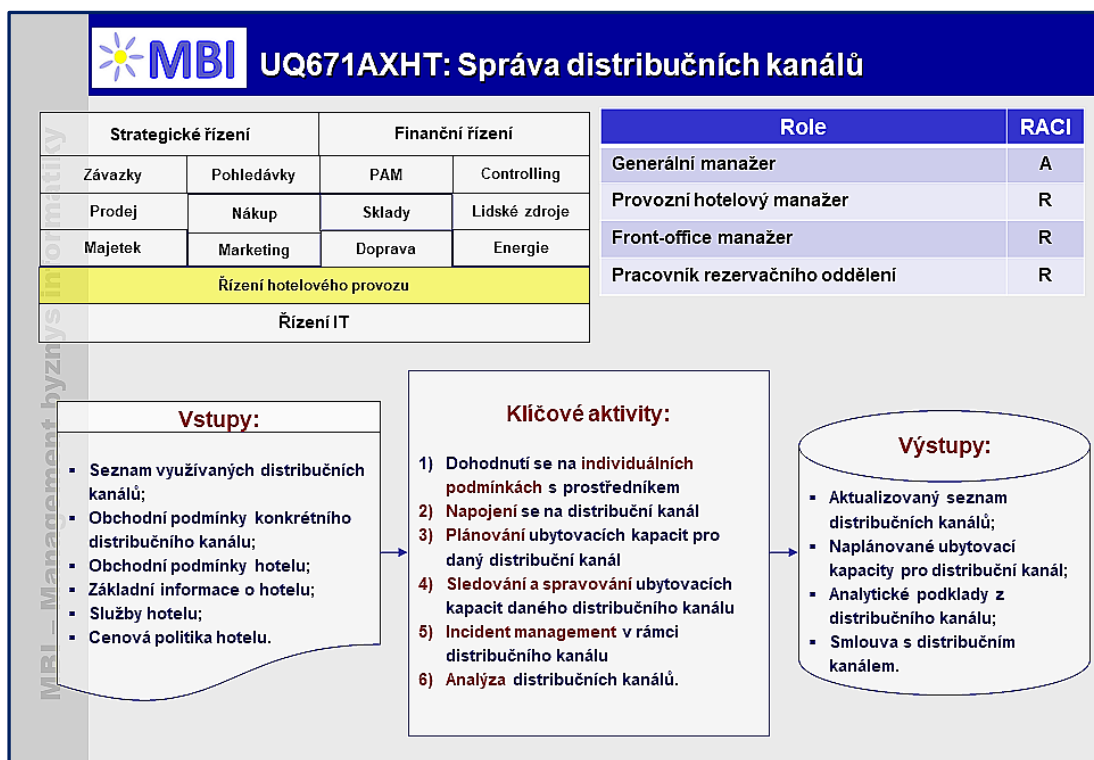 MBI UQ671AXHT: Správa distribučních kanálů
MBI – Management byznys informatiky
Strategické řízení Finanční řízení
Závazky Pohledávky PAM Controlling
Prodej Nákup Sklady Lidské zdroje
Majetek Marketing Doprava Energie
Řízení hotelového provozu
Řízení IT
Role RACI
Generální manažer A
Provozní hotelový manažer R
Front-office manažer R
Pracovník rezervačního oddělení R
Vstupy:
▪ Seznam využívaných distribučních
kanálů;
▪ Obchodní podmínky konkrétního
distribučního kanálu;
▪ Obchodní podmínky hotelu;
▪ Základní informace o hotelu;
▪ Služby hotelu;
▪ Cenová politika hotelu.
Klíčové aktivity:
1) Dohodnutí se na individuálních
podmínkách s prostředníkem
2) Napojení se na distribuční kanál
3) Plánování ubytovacích kapacit pro
daný distribuční kanál
4) Sledování a spravování ubytovacích
kapacit daného distribučního kanálu
5) Incident management v rámci
distribučního kanálu
6) Analýza distribučních kanálů.
Výstupy:
▪ Aktualizovaný seznam
distribučních kanálů;
▪ Naplánované ubytovací
kapacity pro distribuční kanál;
▪ Analytické podklady z
distribučního kanálu;
▪ Smlouva s distribučním
kanálem.